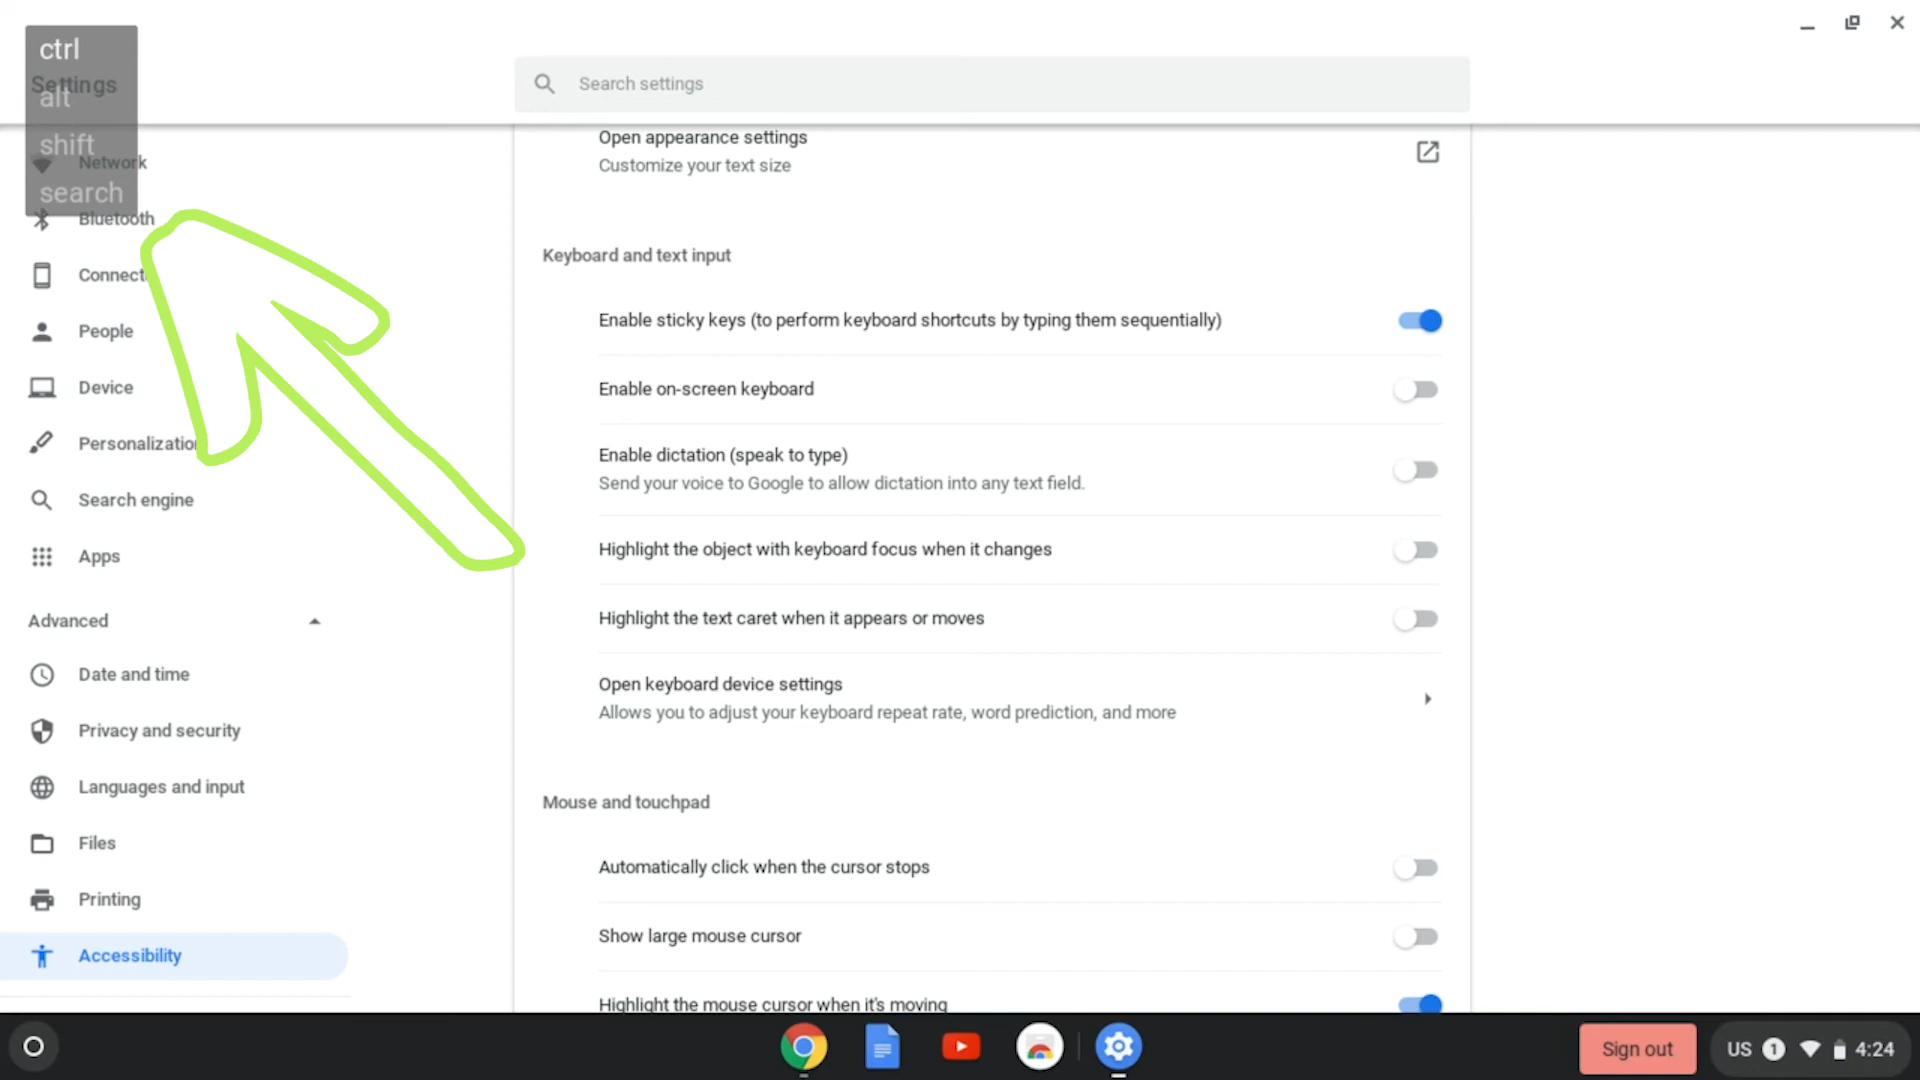 ctrl
Settings
alt
shift
search
Network
Bluetooth
Connect
People
Device
Personalization
Search engine
Apps
Advanced
Date and time
Privacy and security
Languages and input
Files
Printing
Accessibility
Search settings
Open appearance settings
Customize your text size
Keyboard and text input
Enable sticky keys (to perform keyboard shortcuts by typing them sequentially)
Enable on-screen keyboard
Enable dictation (speak to type)
Send your voice to Google to allow dictation into any text field.
Highlight the object with keyboard focus when it changes
Highlight the text caret when it appears or moves
Open keyboard device settings
Allows you to adjust your keyboard repeat rate, word prediction, and more
Mouse and touchpad
Automatically click when the cursor stops
Show large mouse cursor
Highlight the mouse cursor when it's moving
Sign out
US 1 4:24